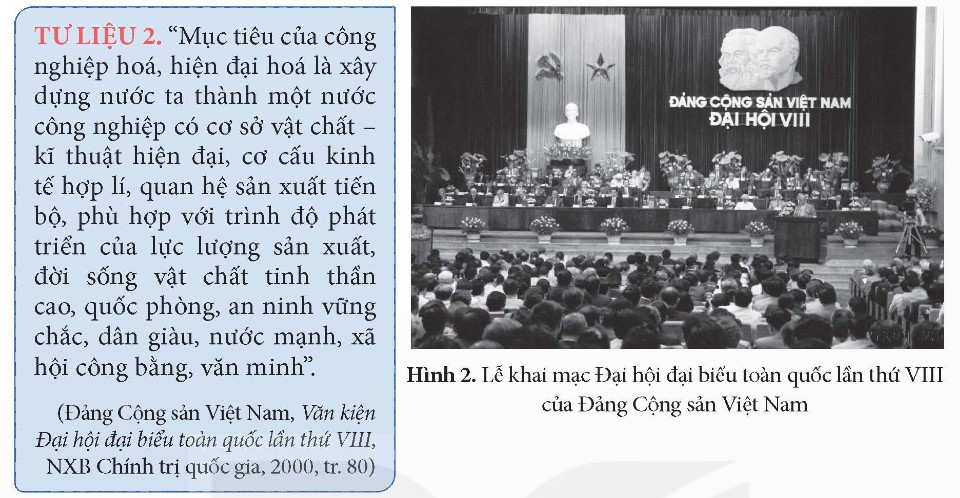 TƯ LIỆU 2. “Mục tiêu của công
nghiệp hoá, hiện đại hoá là xây
dựng nước ta thành một nước
công nghiệp có cơ sở vật chất –
kĩ thuật hiện đại, cơ cấu kinh
tế hợp lí, quan hệ sản xuất tiến
bộ, phù hợp với trình độ phát
triển của lực lượng sản xuất,
đời sống vật chất tinh thần
cao, quốc phòng, an ninh vững
chắc, dân giàu, nước mạnh, xã
hội công bằng, văn minh”.
(Đảng Cộng sản Việt Nam, Văn kiện
Đại hội đại biểu toàn quốc lần thứ VIII,
NXB Chính trị quốc gia, 2000, tr. 80)
ĐẢNG CỘNG SẢN VIỆT NAM
ĐẠI HỘI VIII
Hình 2. Lễ khai mạc Đại hội đại biểu toàn quốc lần thứ VIII
của Đảng Cộng sản Việt Nam